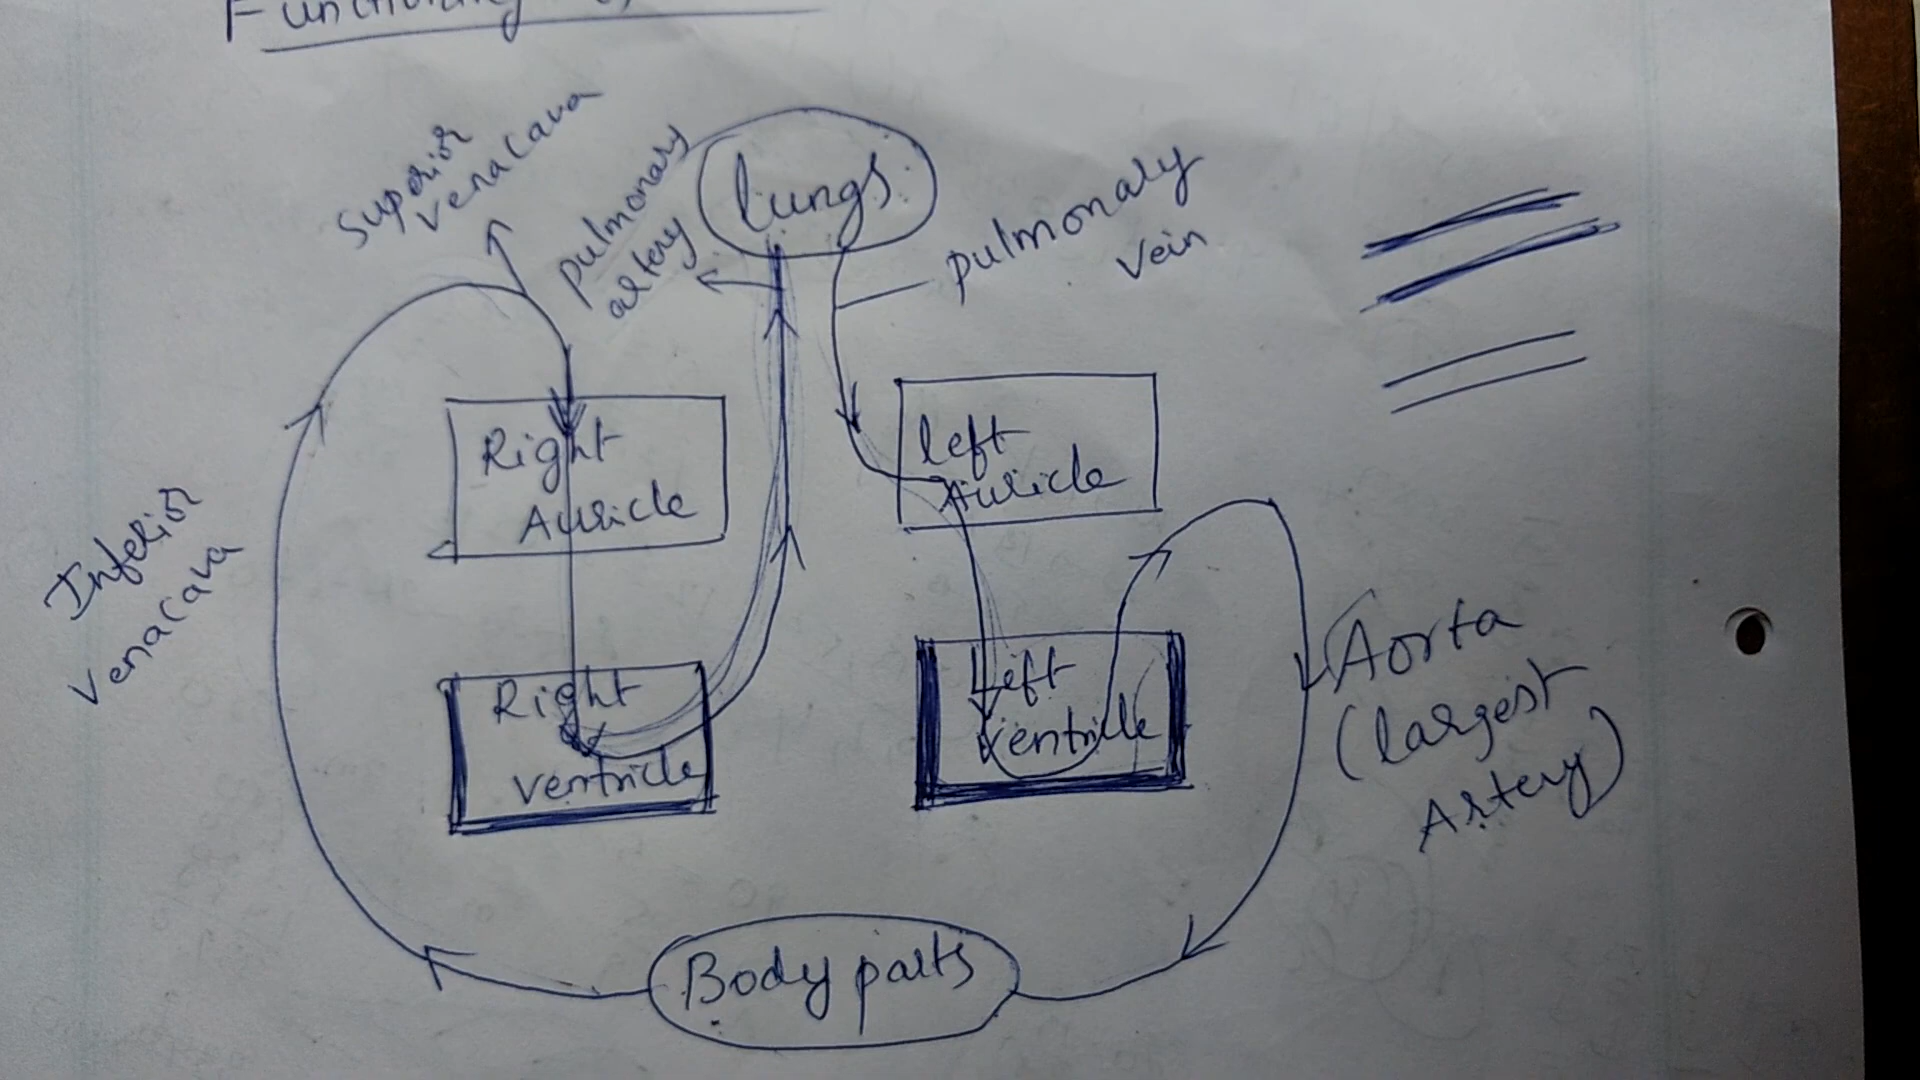 Functioning
Superior
venacava
pulmonary
artery
lungs
pulmonary
vein
Right
Auricle
left
Auricle
Inferior
venacava
Right
ventricle
Left
ventricle
Aorta
(largest
Artery)
Body parts